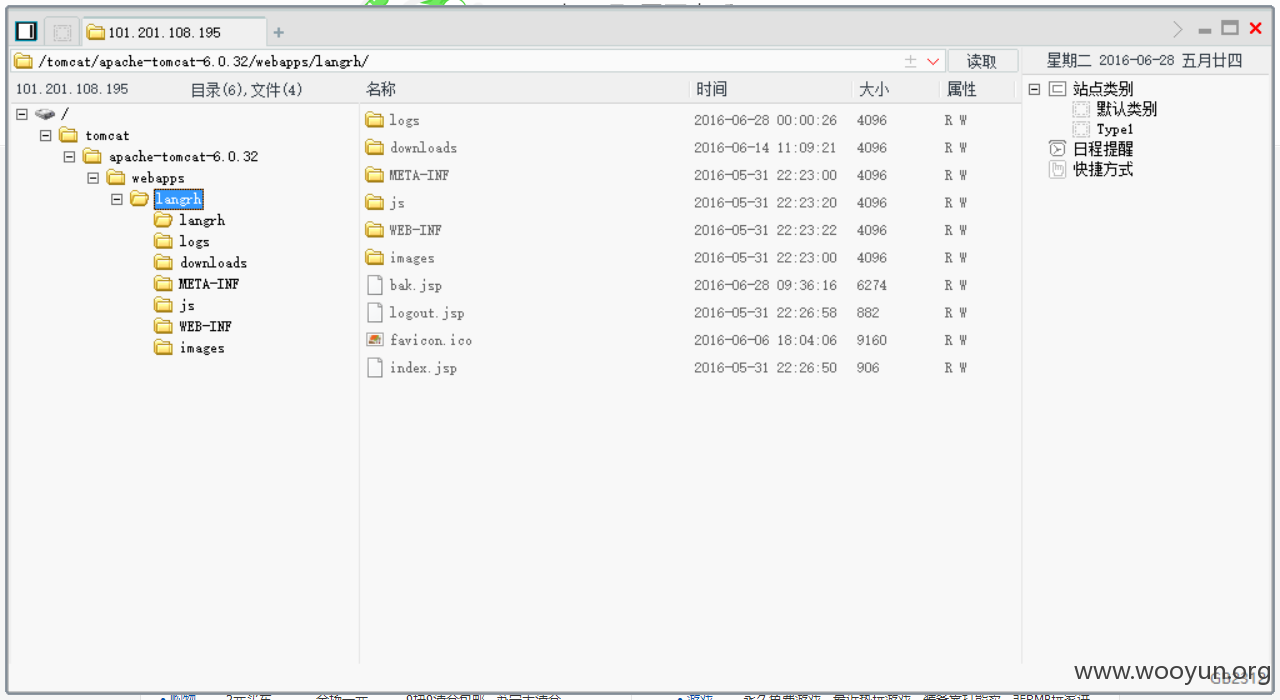 101.201.108.195
/tomcat/apache-tomcat-6.0.32/webapps/langrh/
读取
星期二 2016-06-28 五月廿四
101.201.108.195 目录(6),文件(4)
名称 时间 大小 属性
/
tomcat
apache-tomcat-6.0.32
webapps
langrh
langrh
logs
downloads
META-INF
js
WEB-INF
images
logs 2016-06-28 00:00:26 4096 R W
downloads 2016-06-14 11:09:21 4096 R W
META-INF 2016-05-31 22:23:00 4096 R W
js 2016-05-31 22:23:20 4096 R W
WEB-INF 2016-05-31 22:23:22 4096 R W
images 2016-05-31 22:23:00 4096 R W
bak.jsp 2016-06-28 09:36:16 6274 R W
logout.jsp 2016-05-31 22:26:58 882 R W
favicon.ico 2016-06-06 18:04:06 9160 R W
index.jsp 2016-05-31 22:26:50 906 R W
站点类别
默认类别
Type1
日程提醒
快捷方式
GB2312
www.wooyun.org